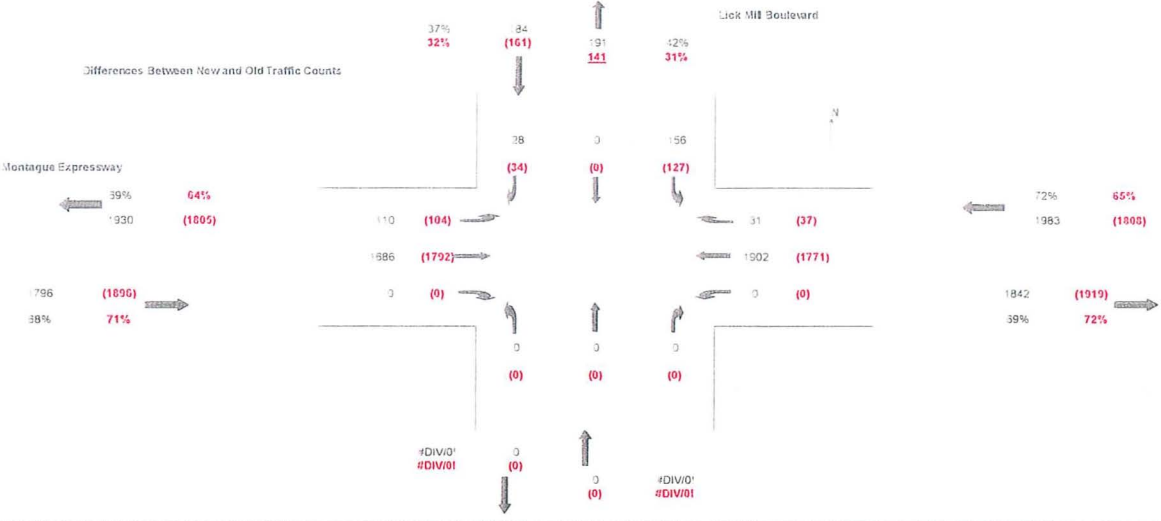 Lick Mill Boulevard
37% 184
32% (161) 191 42%
141 31%
Differences Between New and Old Traffic Counts
N
28 0 156
Montague Expressway
(34) (0) (127)
64% 72% 65%
1930 (1805) 110 (104) 31 (37) 1983 (1808)
1686 (1792) 1902 (1771)
1796 (1896) 0 (0) 0 (0) 1842 (1919)
71% 72%
0 0 0
(0) (0) (0)
#DIV/0! 0
#DIV/0! (0)
0 #DIV/0!
(0) #DIV/0!